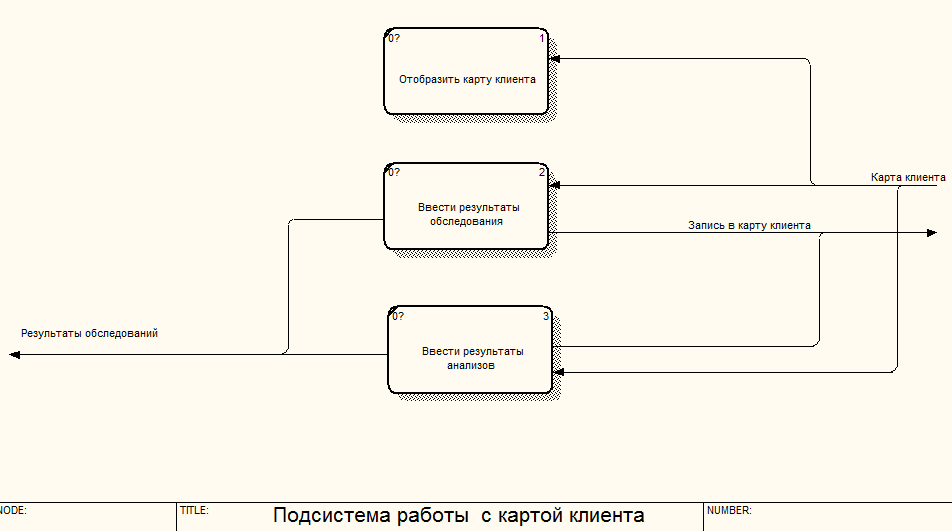 0? 1
Отобразить карту клиента
0? 2
Ввести результаты
обследования
Карта клиента
Запись в карту клиента
0? 3
Ввести результаты
анализов
Результаты обследований
NODE:
TITLE:
Подсистема работы с картой клиента
NUMBER: